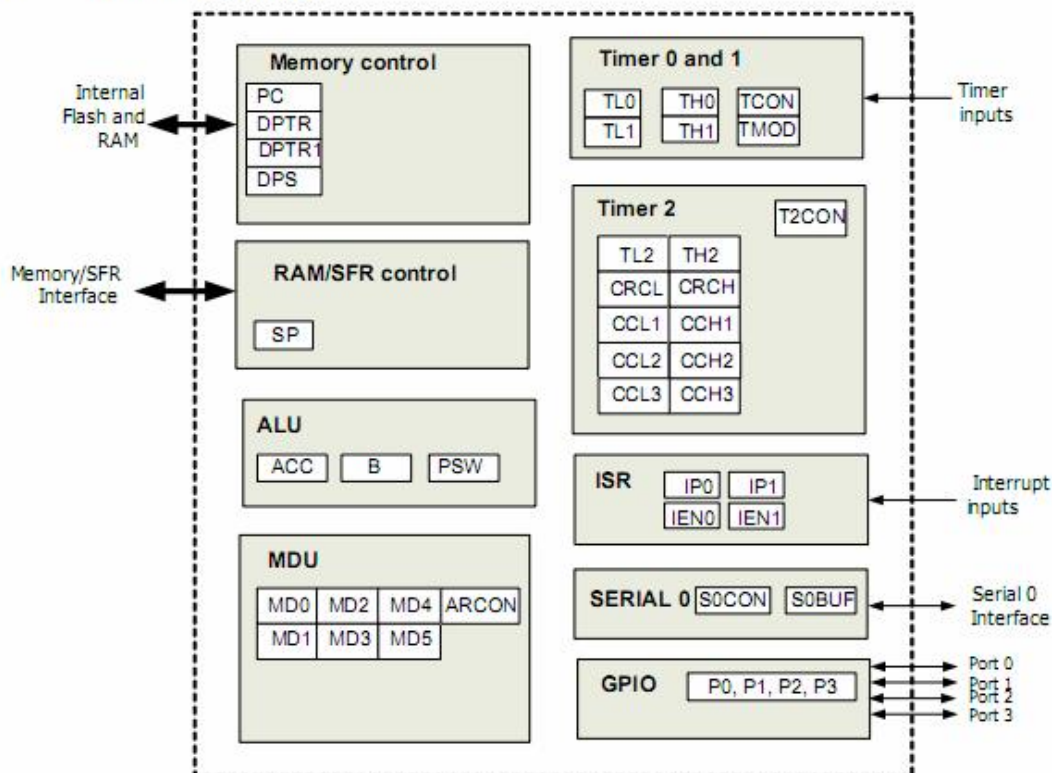 Memory control
PC
DPTR
DPTR1
DPS
Internal
Flash and
RAM
RAM/SFR control
SP
Memory/SFR
Interface
ALU
ACC B PSW
MDU
MD0 MD2 MD4 ARCON
MD1 MD3 MD5
Timer 0 and 1
TL0 TH0 TCON
TL1 TH1 TMOD
Timer
inputs
Timer 2
T2CON
TL2 TH2
CRCL CRCH
CCL1 CCH1
CCL2 CCH2
CCL3 CCH3
ISR
IP0 IP1
IEN0 IEN1
Interrupt
inputs
SERIAL 0 S0CON S0BUF
Serial 0
Interface
GPIO P0, P1, P2, P3
Port 0
Port 1
Port 2
Port 3